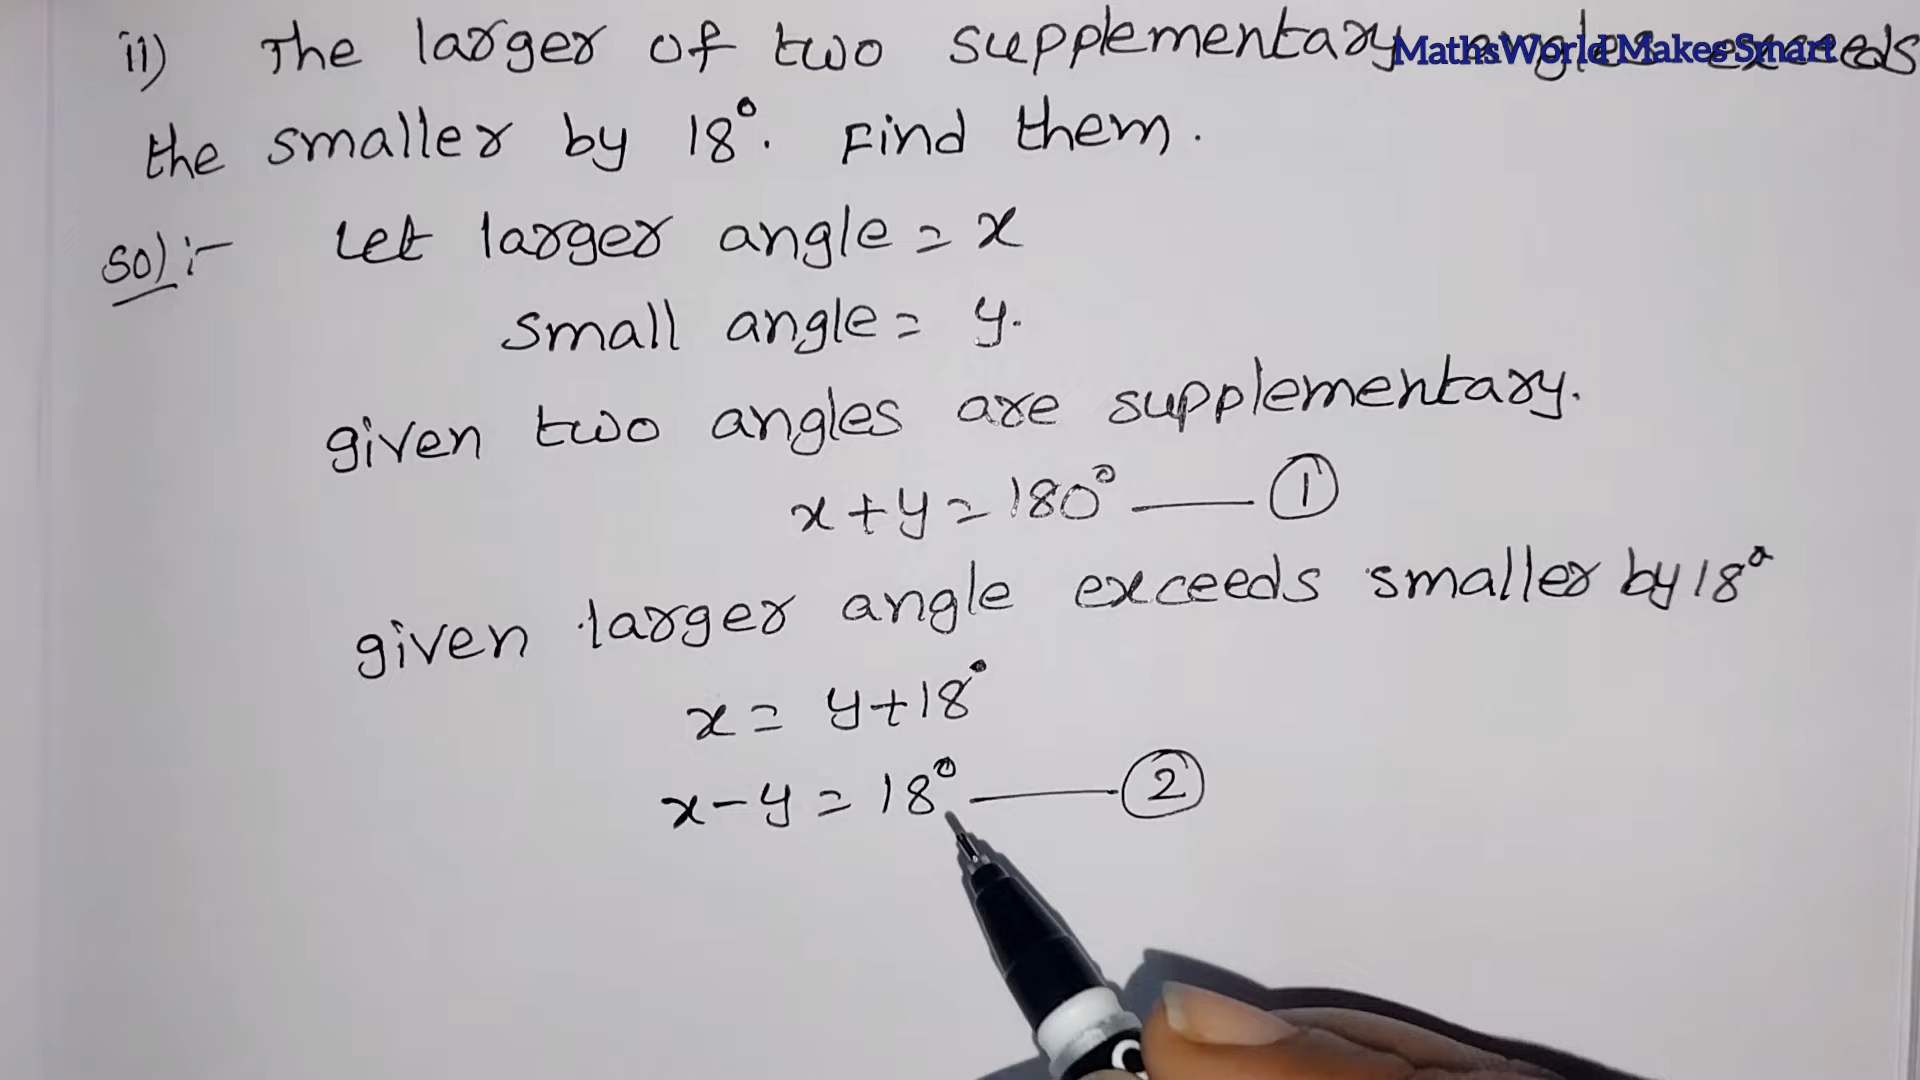 ii) The larger of two supplementary angles exceeds
MathsWorld Makes Smart
the smaller by 18°. Find them.
Sol:- Let larger angle = x
small angle = y.
given two angles are supplementary.
x+y=180° —— ①
given larger angle exceeds smaller by 18°
x = y+18°
x-y = 18° —— ②